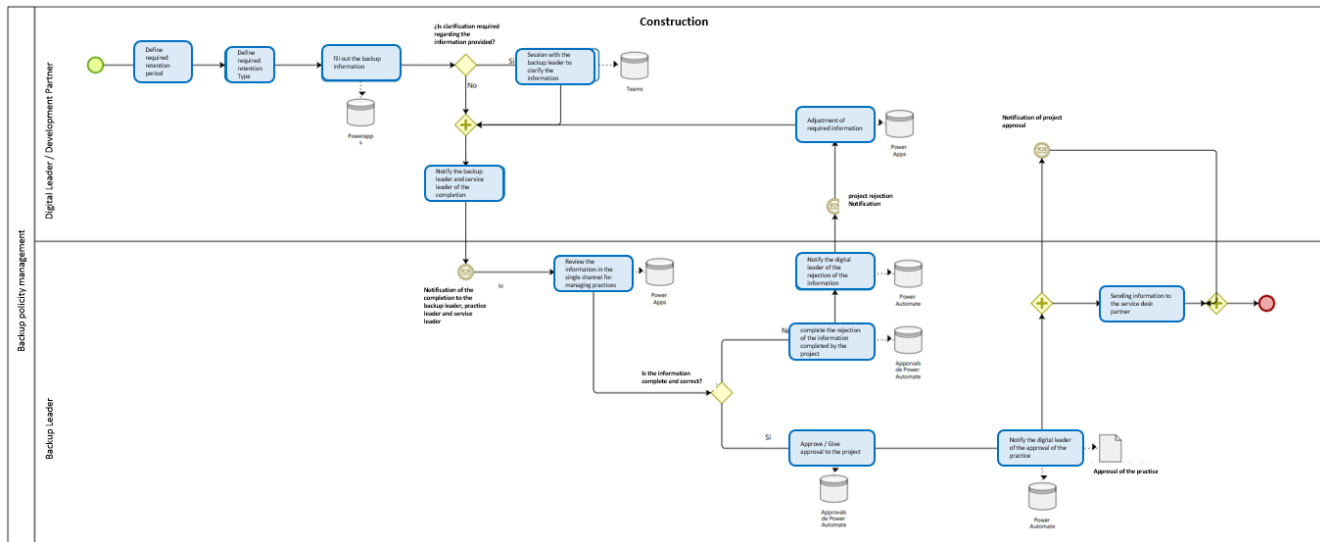 Construction
Backup policity management
Digital Leader / Development Partner
Backup Leader
Define
required
retention
period
Define
required
retention
Type
fill out the backup
information
Powerapp
s
¿Is clarification required
regarding the
information provided?
Si
No
Session with the
backup leader to
clarify the
information
Teams
Notify the backup
leader and service
leader of the
completion
Adjustment of
required information
Power
Apps
project rejection
Notification
Notification of project
approval
Notification of the
completion to the
backup leader, practice
leader and service
leader
to
Review the
information in the
single channel for
managing practices
Power
Apps
Is the information
complete and correct?
No
Si
Notify the digital
leader of the
rejection of the
information
Power
Automate
complete the rejection
of the information
completed by the
project
Apporvals
de Power
Automate
Approve / Give
approval to the project
Approvals
de Power
Automate
Notify the digital leader
of the approval of the
practice
Approval of the practice
Power
Automate
Sending information to
the service desk
partner